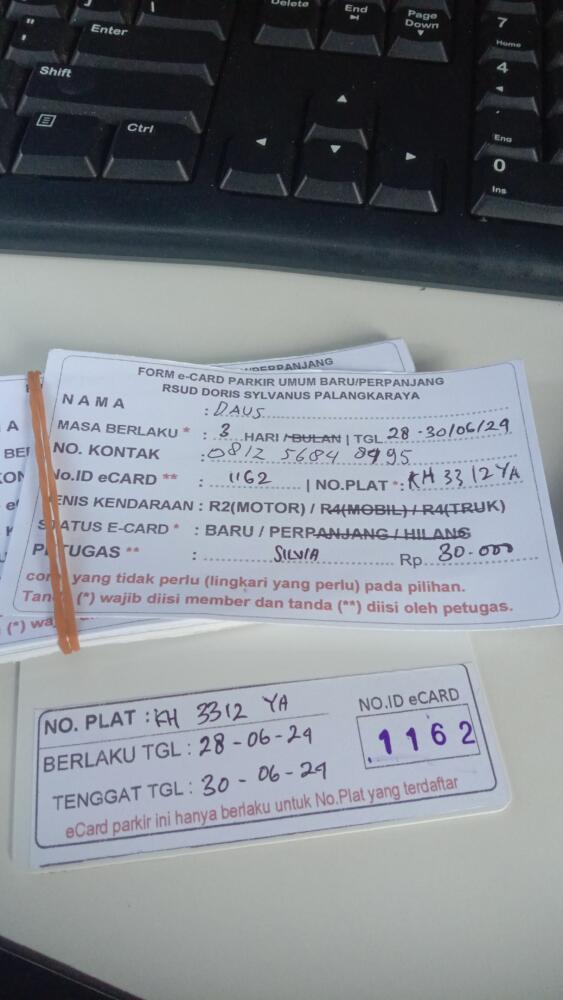 Delete
End
Page
Down
7
Home
Enter
4
Shift
End
Ctrl
0
Ins
/PERPANJANG
FORM e-CARD PARKIR UMUM BARU/PERPANJANG
RSUD DORIS SYLVANUS PALANGKARAYA
NAMA : DAUS
MASA BERLAKU * : 3 HARI / BULAN | TGL 28 - 30/06/24
NO. KONTAK : 0812 5684 8995
No.ID eCARD ** : 1162 | NO.PLAT * : KH 3312 YA
JENIS KENDARAAN : R2(MOTOR) / R4(MOBIL) / R4(TRUK)
STATUS E-CARD * : BARU / PERPANJANG / HILANG
PETUGAS ** : SILVIA Rp. 30.000
coret yang tidak perlu (lingkari yang perlu) pada pilihan.
Tanda (*) wajib diisi member dan tanda (**) diisi oleh petugas.
(*) wa
NO. PLAT : KH 3312 YA
NO.ID eCARD
1162
BERLAKU TGL : 28 - 06 - 24
TENGGAT TGL : 30 - 06 - 24
eCard parkir ini hanya berlaku untuk No.Plat yang terdaftar